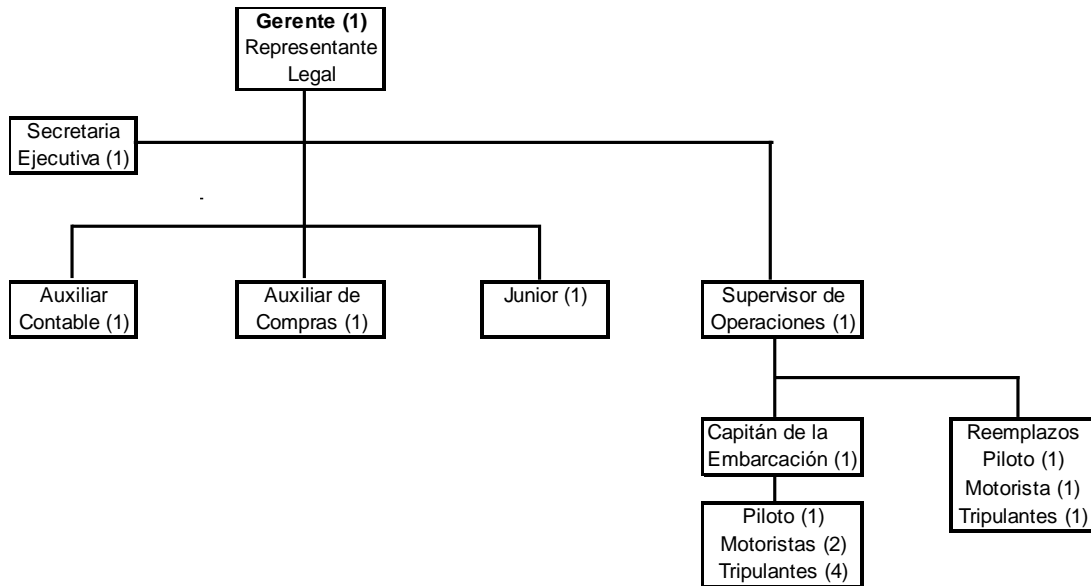 Gerente (1)
Representante
Legal
Secretaria
Ejecutiva (1)
Auxiliar
Contable (1)
Auxiliar de
Compras (1)
Junior (1)
Supervisor de
Operaciones (1)
Capitán de la
Embarcación (1)
Piloto (1)
Motoristas (2)
Tripulantes (4)
Reemplazos
Piloto (1)
Motorista (1)
Tripulantes (1)